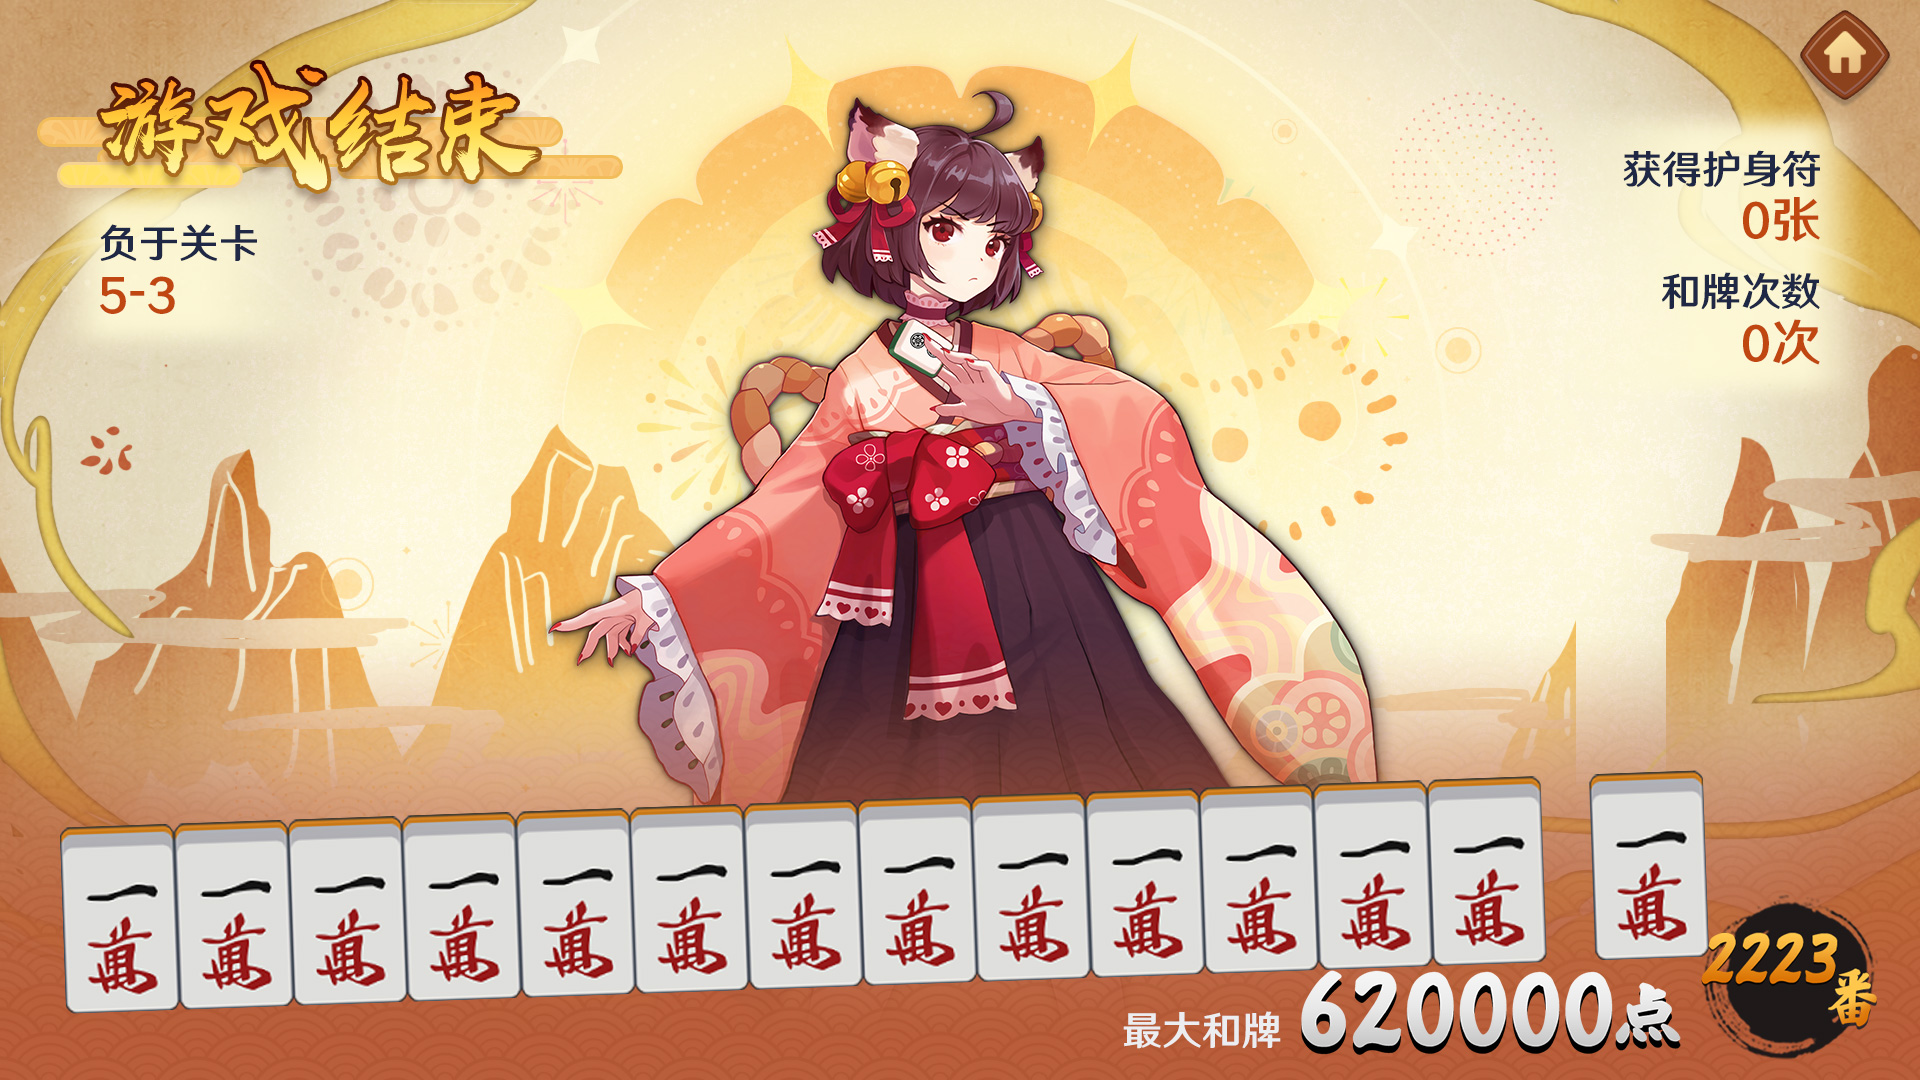 游戏结束
负于关卡
5-3
获得护身符
0张
和牌次数
0次
一萬 一萬 一萬 一萬 一萬 一萬 一萬 一萬 一萬 一萬 一萬 一萬 一萬 一萬
2223番
最大和牌 620000点